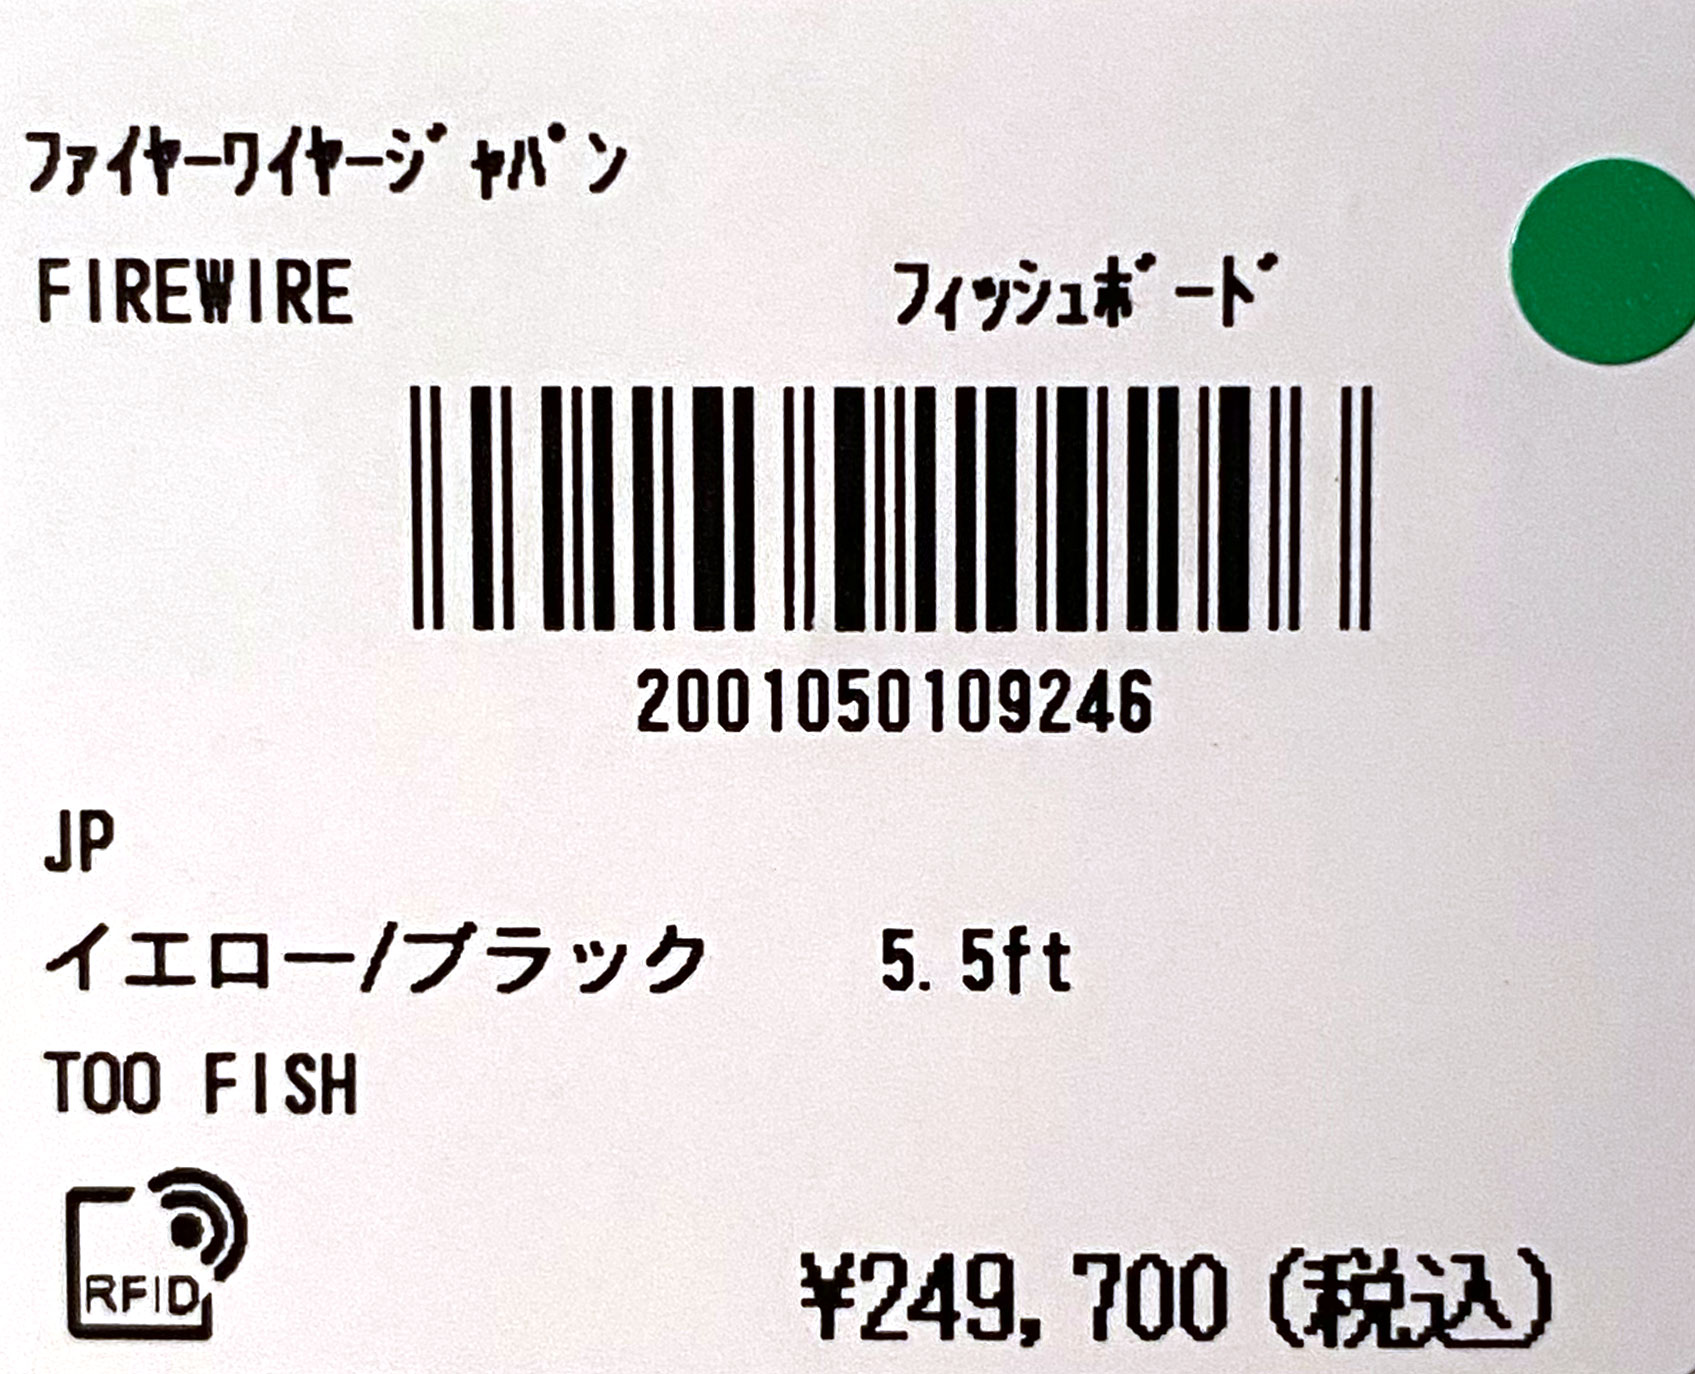 ﾌｧｲﾔｰﾜｲﾔｰｼﾞｬﾊﾟﾝ
FIREWIRE ﾌｨｯｼｭﾎﾞｰﾄﾞ
2001050109246
JP
イエロー/ブラック 5.5ft
TOO FISH
RFID
¥249,700(税込)